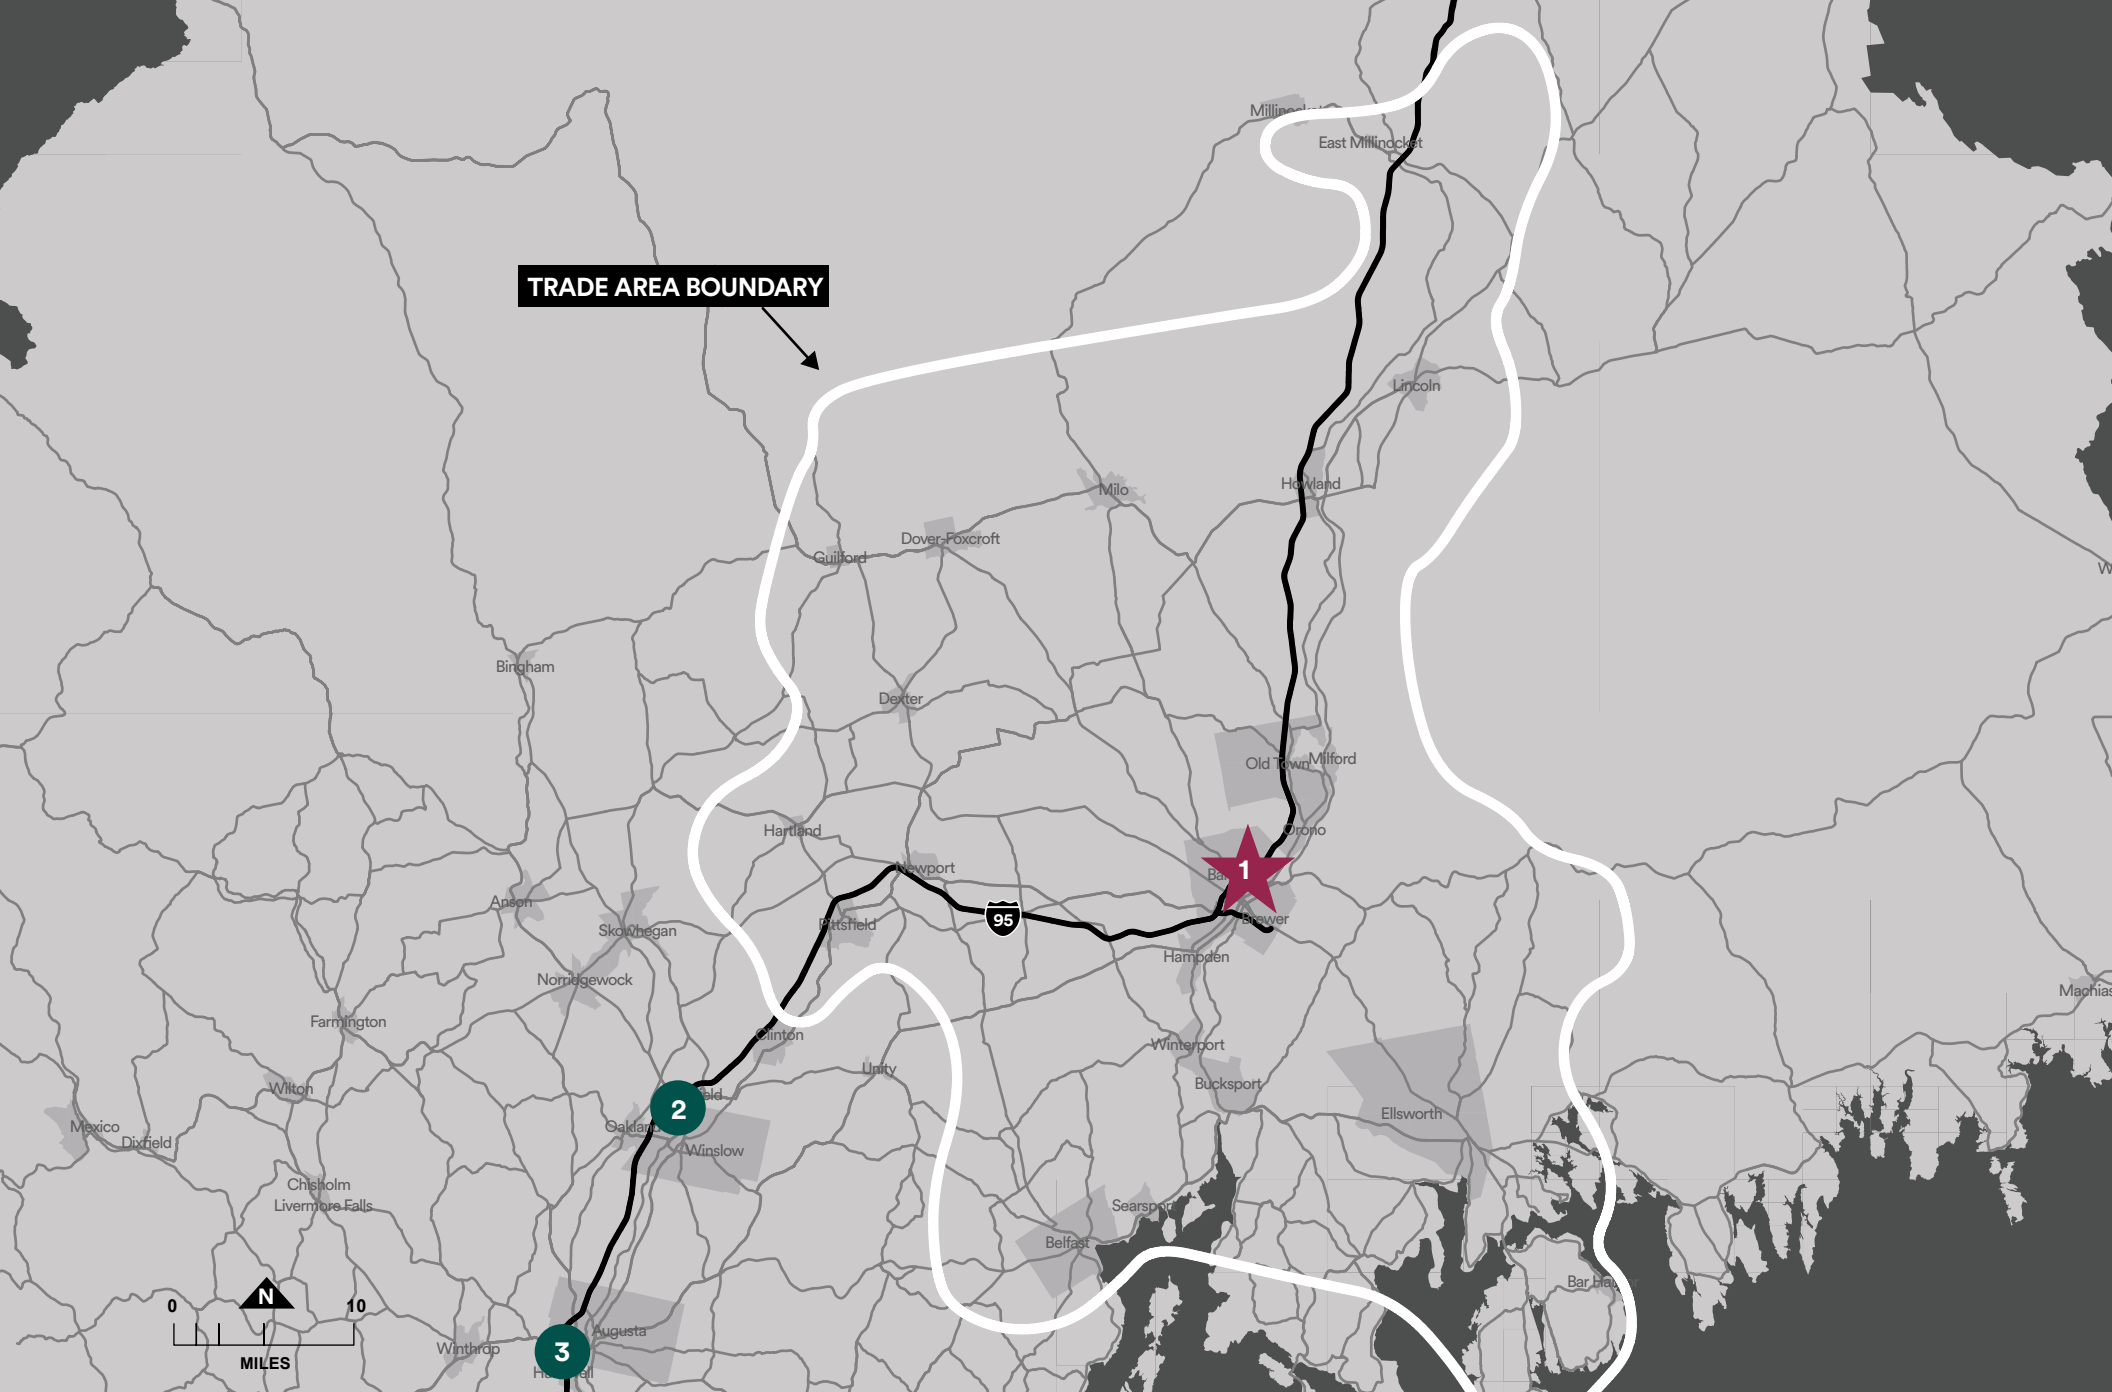 Millinocket
East Millinocket
TRADE AREA BOUNDARY
Lincoln
Howland
Milo
Dover-Foxcroft
Guilford
Bingham
Dexter
Old Town
Milford
Hartland
Orono
Newport
1
Anson
Pittsfield
95
Brewer
Skowhegan
Hampden
Norridgewock
Machias
Farmington
Clinton
Winterport
Unity
Bucksport
Wilton
2
Ellsworth
Mexico
Dixfield
Oakland
Winslow
Chisholm
Livermore Falls
Searsport
Belfast
Bar Ha
N
0
10
MILES
Augusta
Winthrop
3